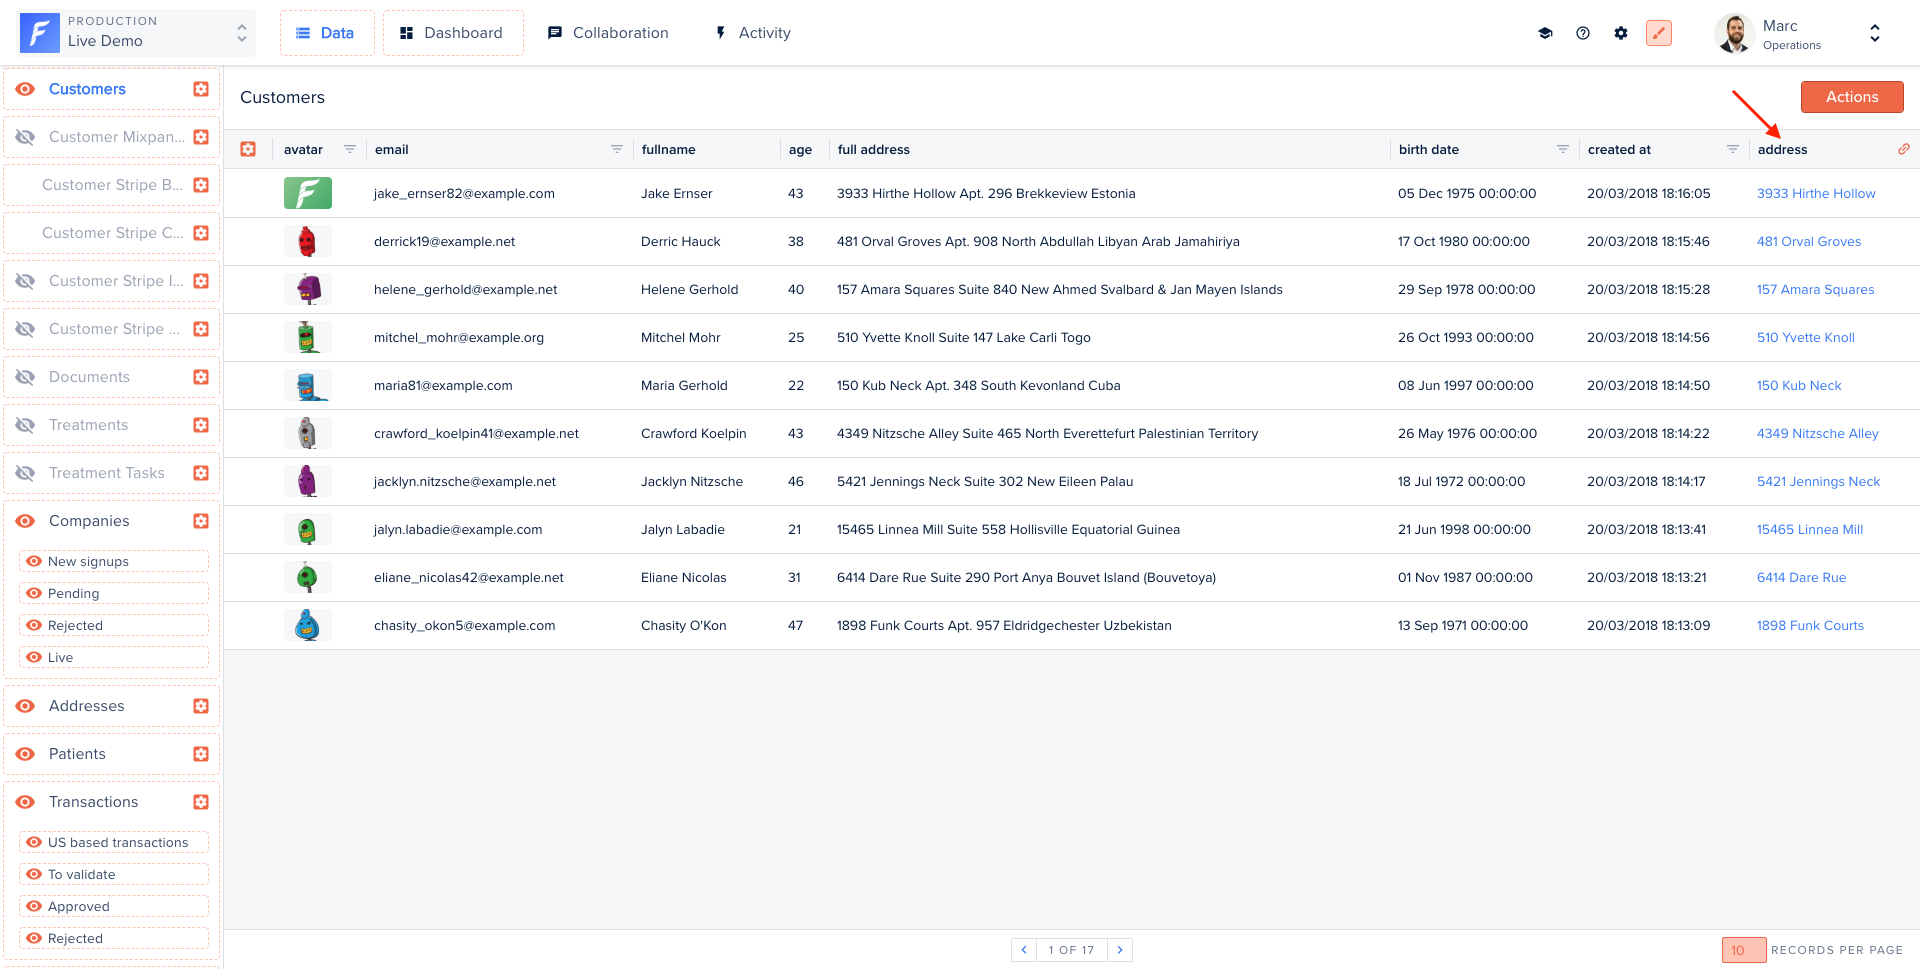 PRODUCTION
Live Demo
Data
Dashboard
Collaboration
Activity
Marc
Operations
Customers
Customer Mixpan...
Customer Stripe B...
Customer Stripe C...
Customer Stripe I...
Customer Stripe ...
Documents
Treatments
Treatment Tasks
Companies
New signups
Pending
Rejected
Live
Addresses
Patients
Transactions
US based transactions
To validate
Approved
Rejected
Customers
Actions
avatar email fullname age full address birth date created at address
jake_ernser82@example.com Jake Ernser 43 3933 Hirthe Hollow Apt. 296 Brekkeview Estonia 05 Dec 1975 00:00:00 20/03/2018 18:16:05 3933 Hirthe Hollow
derrick19@example.net Derric Hauck 38 481 Orval Groves Apt. 908 North Abdullah Libyan Arab Jamahiriya 17 Oct 1980 00:00:00 20/03/2018 18:15:46 481 Orval Groves
helene_gerhold@example.net Helene Gerhold 40 157 Amara Squares Suite 840 New Ahmed Svalbard & Jan Mayen Islands 29 Sep 1978 00:00:00 20/03/2018 18:15:28 157 Amara Squares
mitchel_mohr@example.org Mitchel Mohr 25 510 Yvette Knoll Suite 147 Lake Carli Togo 26 Oct 1993 00:00:00 20/03/2018 18:14:56 510 Yvette Knoll
maria81@example.com Maria Gerhold 22 150 Kub Neck Apt. 348 South Kevonland Cuba 08 Jun 1997 00:00:00 20/03/2018 18:14:50 150 Kub Neck
crawford_koelpin41@example.net Crawford Koelpin 43 4349 Nitzsche Alley Suite 465 North Everettefurt Palestinian Territory 26 May 1976 00:00:00 20/03/2018 18:14:22 4349 Nitzsche Alley
jacklyn.nitzsche@example.net Jacklyn Nitzsche 46 5421 Jennings Neck Suite 302 New Eileen Palau 18 Jul 1972 00:00:00 20/03/2018 18:14:17 5421 Jennings Neck
jalyn.labadie@example.com Jalyn Labadie 21 15465 Linnea Mill Suite 558 Hollisville Equatorial Guinea 21 Jun 1998 00:00:00 20/03/2018 18:13:41 15465 Linnea Mill
eliane_nicolas42@example.net Eliane Nicolas 31 6414 Dare Rue Suite 290 Port Anya Bouvet Island (Bouvetoya) 01 Nov 1987 00:00:00 20/03/2018 18:13:21 6414 Dare Rue
chasity_okon5@example.com Chasity O'Kon 47 1898 Funk Courts Apt. 957 Eldridgechester Uzbekistan 13 Sep 1971 00:00:00 20/03/2018 18:13:09 1898 Funk Courts
1 OF 17
10 RECORDS PER PAGE